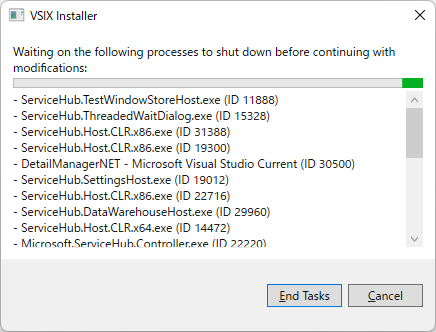 VSIX Installer
Waiting on the following processes to shut down before continuing with
modifications:
- ServiceHub.TestWindowStoreHost.exe (ID 11888)
- ServiceHub.ThreadedWaitDialog.exe (ID 15328)
- ServiceHub.Host.CLR.x86.exe (ID 31388)
- ServiceHub.Host.CLR.x86.exe (ID 19300)
- DetailManagerNET - Microsoft Visual Studio Current (ID 30500)
- ServiceHub.SettingsHost.exe (ID 19012)
- ServiceHub.Host.CLR.x86.exe (ID 22716)
- ServiceHub.DataWarehouseHost.exe (ID 29960)
- ServiceHub.Host.CLR.x64.exe (ID 14472)
- Microsoft.ServiceHub.Controller.exe (ID 22220)
End Tasks
Cancel